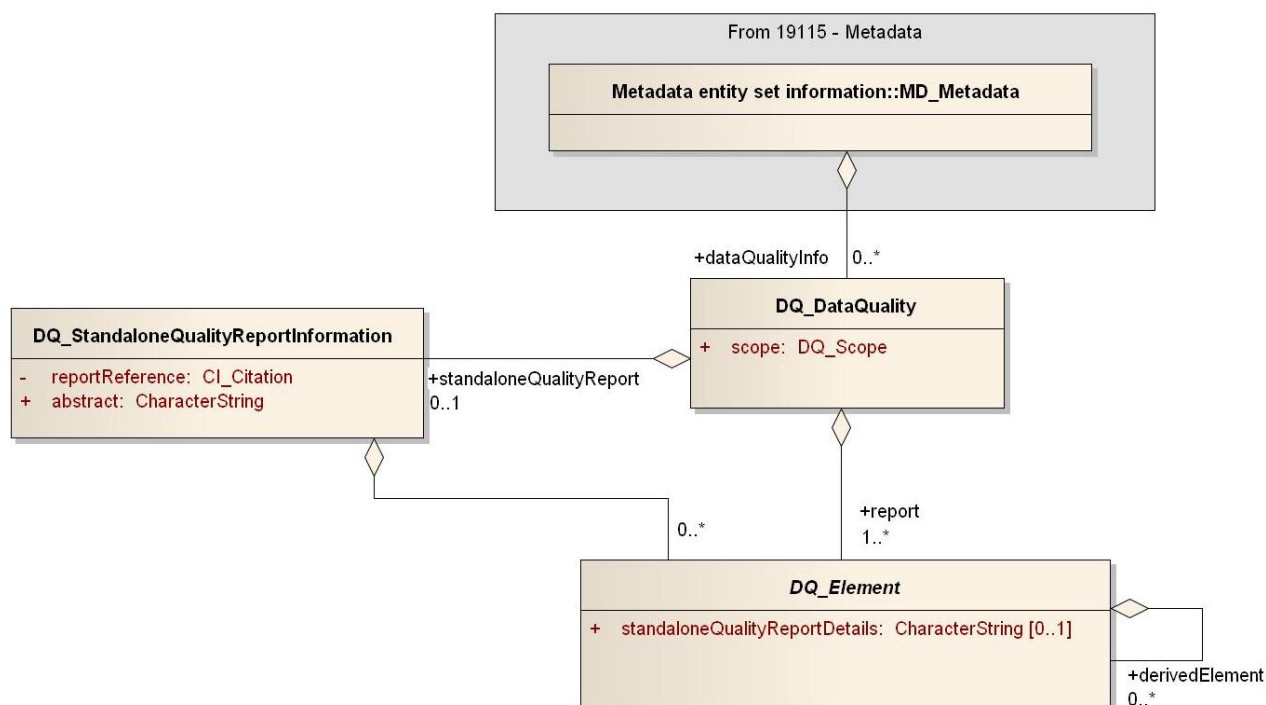 From 19115 - Metadata
Metadata entity set information::MD_Metadata
+dataQualityInfo 0..*
DQ_DataQuality
+ scope: DQ_Scope
DQ_StandaloneQualityReportInformation
- reportReference: CI_Citation
+ abstract: CharacterString
+standaloneQualityReport
0..1
+report
1..*
0..*
DQ_Element
+ standaloneQualityReportDetails: CharacterString [0..1]
+derivedElement
0..*